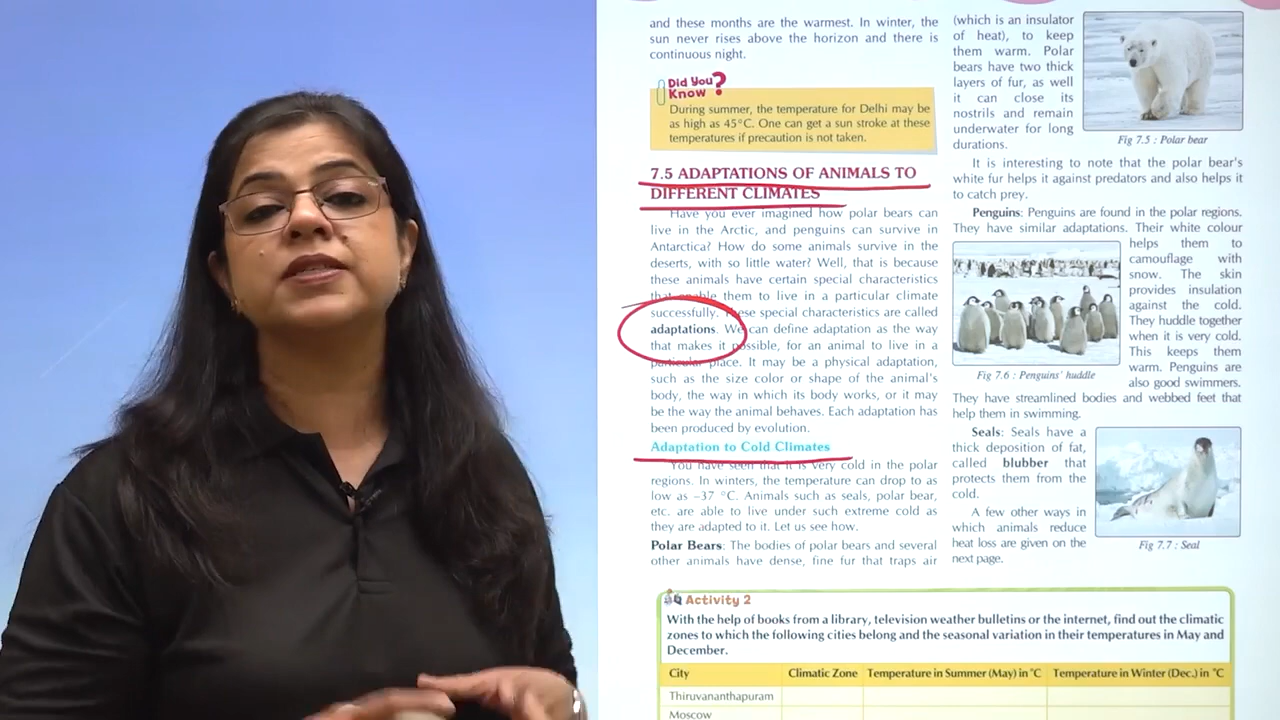 and these months are the warmest. In winter, the
sun never rises above the horizon and there is
continuous night.
Did You
Know ?
During summer, the temperature for Delhi may be
as high as 45°C. One can get a sun stroke at these
temperatures if precaution is not taken.
7.5 ADAPTATIONS OF ANIMALS TO
DIFFERENT CLIMATES
Have you ever imagined how polar bears can
live in the Arctic, and penguins can survive in
Antarctica? How do some animals survive in the
deserts, with so little water? Well, that is because
these animals have certain special characteristics
that enable them to live in a particular climate
successfully. These special characteristics are called
adaptations. We can define adaptation as the way
that makes it possible, for an animal to live in a
particular place. It may be a physical adaptation,
such as the size color or shape of the animal's
body, the way in which its body works, or it may
be the way the animal behaves. Each adaptation has
been produced by evolution.
Adaptation to Cold Climates
You have seen that it is very cold in the polar
regions. In winters, the temperature can drop to as
low as –37 °C. Animals such as seals, polar bear,
etc. are able to live under such extreme cold as
they are adapted to it. Let us see how.
Polar Bears: The bodies of polar bears and several
other animals have dense, fine fur that traps air
(which is an insulator
of heat), to keep
them warm. Polar
bears have two thick
layers of fur, as well
it can close its
nostrils and remain
underwater for long
durations.
Fig 7.5 : Polar bear
It is interesting to note that the polar bear's
white fur helps it against predators and also helps it
to catch prey.
Penguins: Penguins are found in the polar regions.
They have similar adaptations. Their white colour
helps them to
camouflage with
snow. The skin
provides insulation
against the cold.
They huddle together
when it is very cold.
This keeps them
warm. Penguins are
also good swimmers.
Fig 7.6 : Penguins' huddle
They have streamlined bodies and webbed feet that
help them in swimming.
Seals: Seals have a
thick deposition of fat,
called blubber that
protects them from the
cold.
A few other ways in
which animals reduce
heat loss are given on the
next page.
Fig 7.7 : Seal
Activity 2
With the help of books from a library, television weather bulletins or the internet, find out the climatic
zones to which the following cities belong and the seasonal variation in their temperatures in May and
December.
City Climatic Zone Temperature in Summer (May) in °C Temperature in Winter (Dec.) in °C
Thiruvananthapuram
Moscow